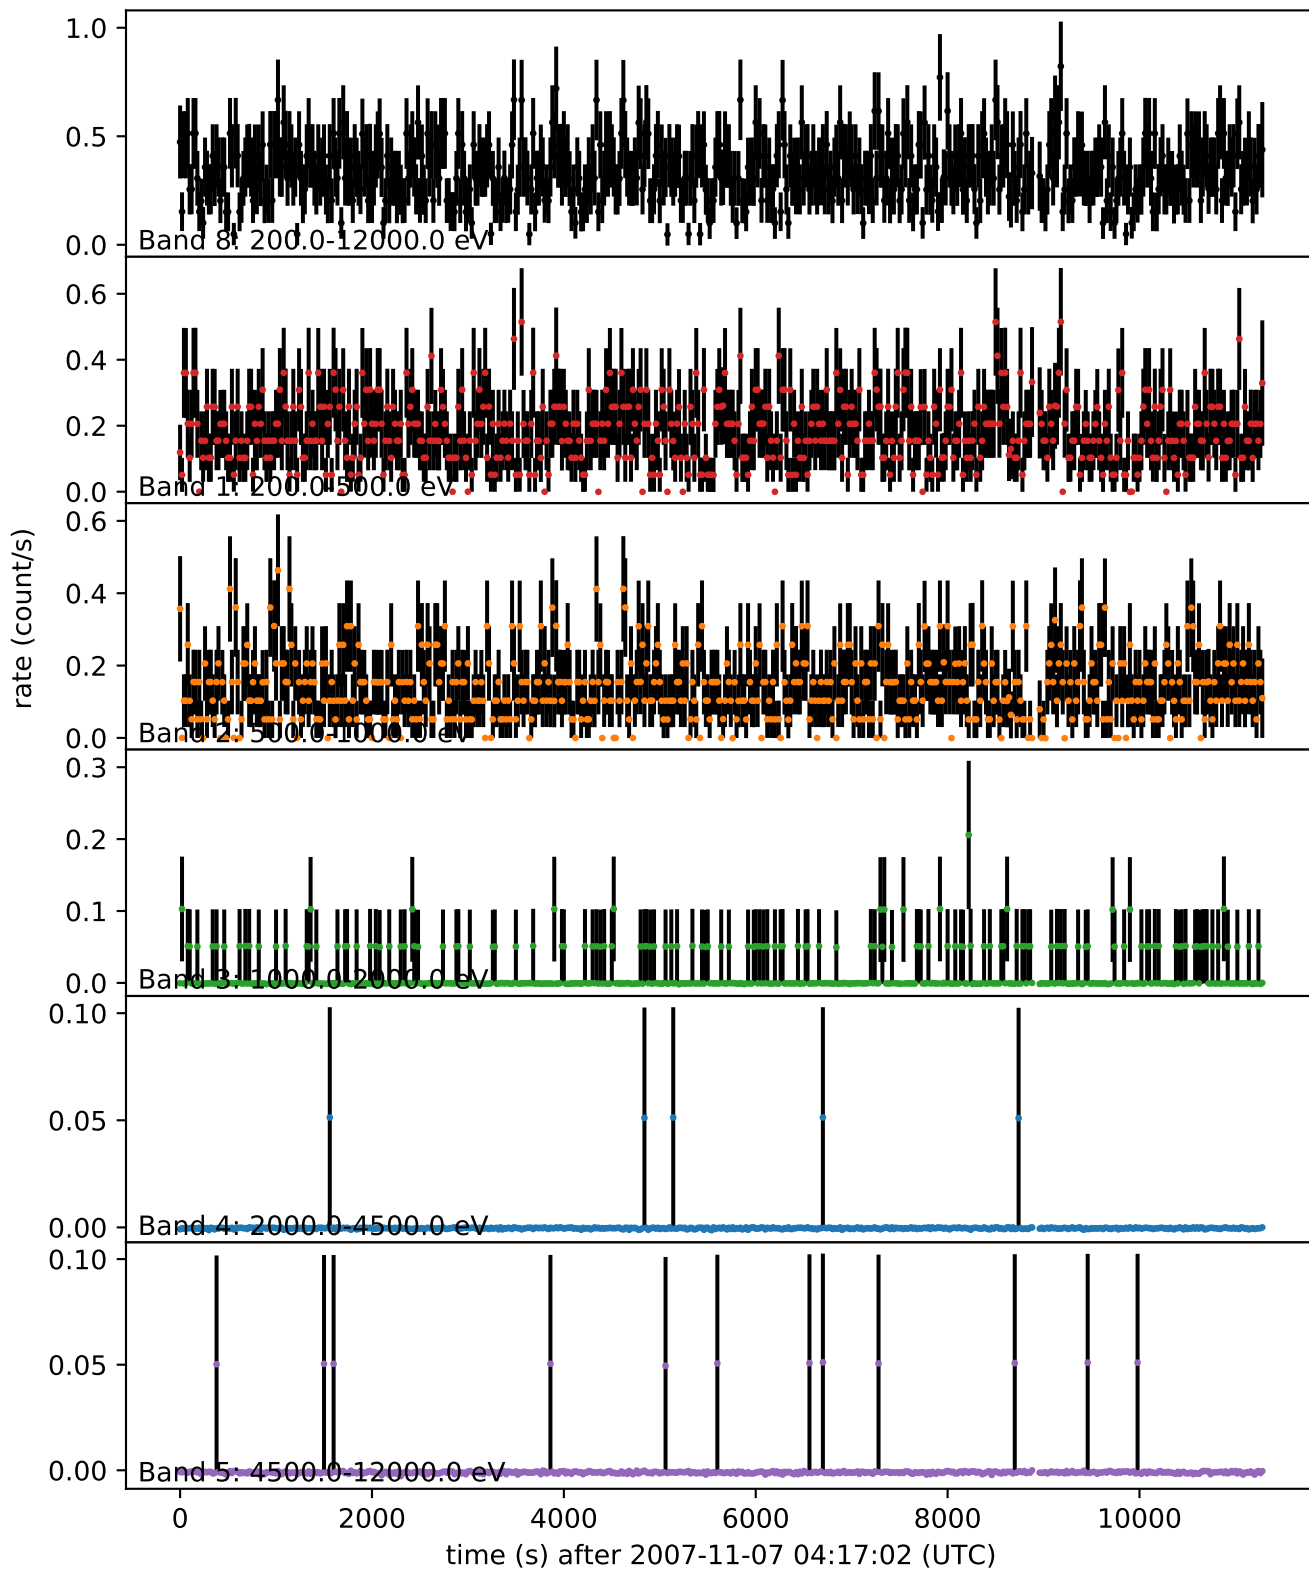 1.0
0.5
0.0
Band 8: 200.0-12000.0 eV
0.6
0.4
0.2
0.0
Band 1: 200.0-500.0 eV
0.6
0.4
0.2
0.0
Band 2: 500.0-1000.0 eV
rate (count/s)
0.3
0.2
0.1
0.0
Band 3: 1000.0-2000.0 eV
0.10
0.05
0.00
Band 4: 2000.0-4500.0 eV
0.10
0.05
0.00
Band 5: 4500.0-12000.0 eV
0 2000 4000 6000 8000 10000
time (s) after 2007-11-07 04:17:02 (UTC)